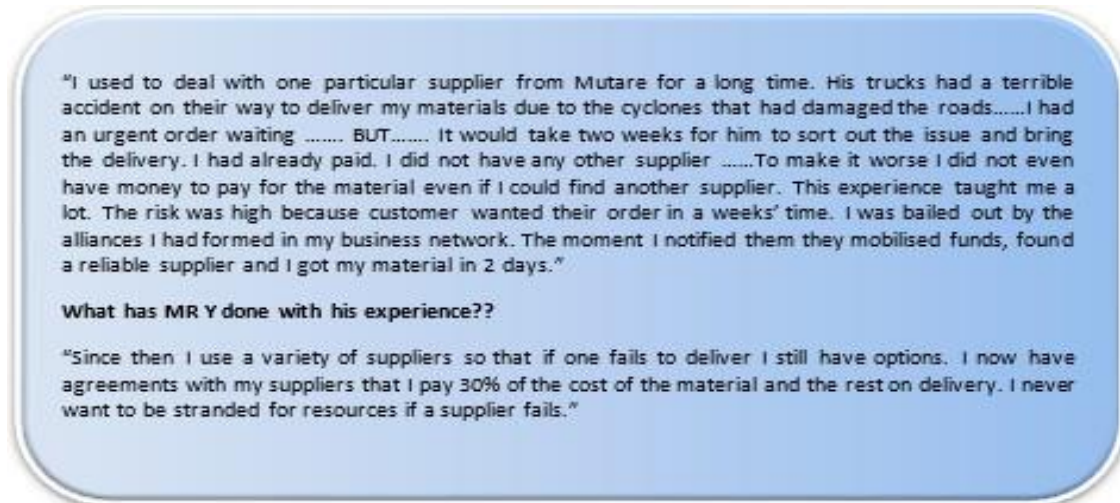 “I used to deal with one particular supplier from Mutare for a long time. His trucks had a terrible
accident on their way to deliver my materials due to the cyclones that had damaged the roads......I had
an urgent order waiting ....... BUT....... It would take two weeks for him to sort out the issue and bring
the delivery. I had already paid. I did not have any other supplier ......To make it worse I did not even
have money to pay for the material even if I could find another supplier. This experience taught me a
lot. The risk was high because customer wanted their order in a weeks’ time. I was bailed out by the
alliances I had formed in my business network. The moment I notified them they mobilised funds, found
a reliable supplier and I got my material in 2 days.”
What has MR Y done with his experience??
“Since then I use a variety of suppliers so that if one fails to deliver I still have options. I now have
agreements with my suppliers that I pay 30% of the cost of the material and the rest on delivery. I never
want to be stranded for resources if a supplier fails.”